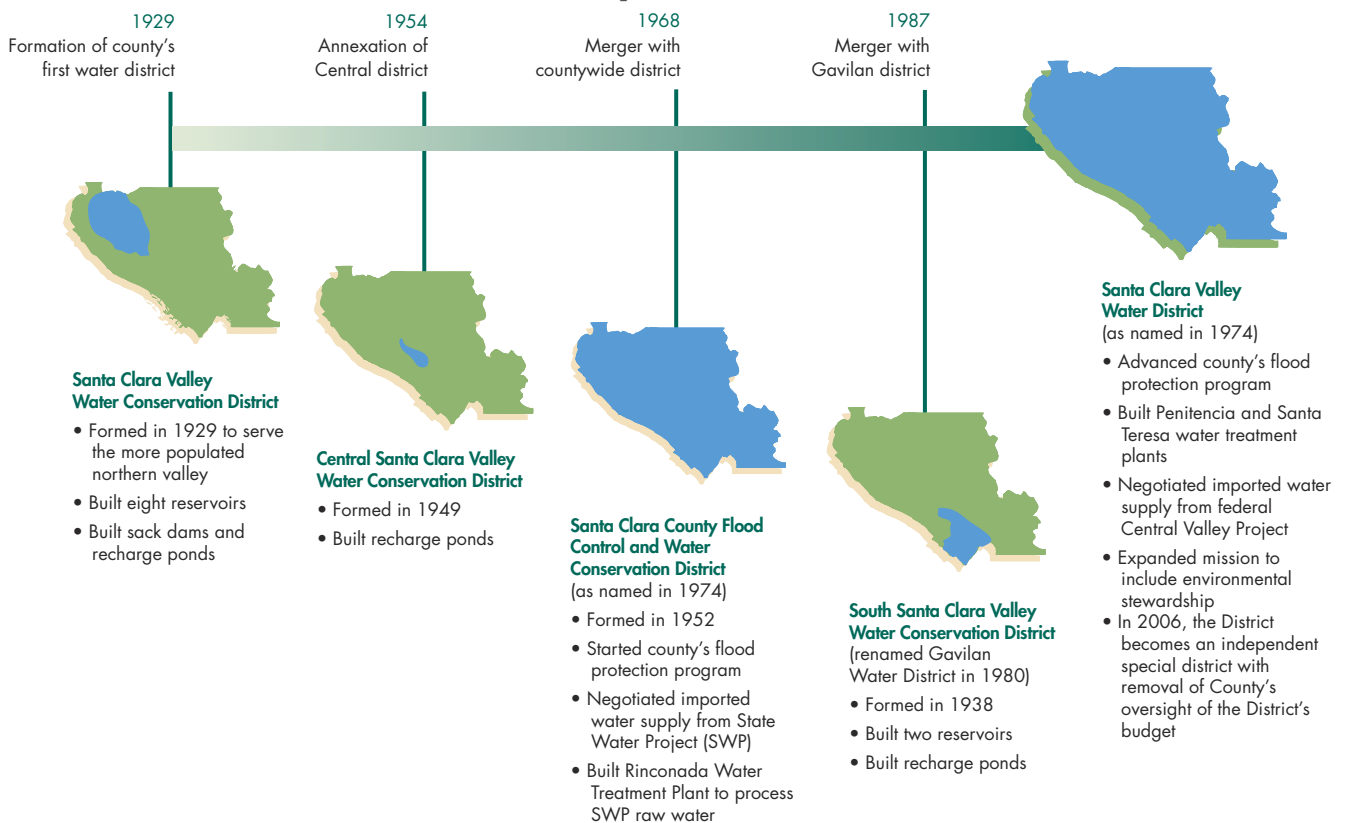 1929
Formation of county's
first water district
1954
Annexation of
Central district
1968
Merger with
countywide district
1987
Merger with
Gavilan district
Santa Clara Valley
Water Conservation District
• Formed in 1929 to serve
the more populated
northern valley
• Built eight reservoirs
• Built sack dams and
recharge ponds
Central Santa Clara Valley
Water Conservation District
• Formed in 1949
• Built recharge ponds
Santa Clara County Flood
Control and Water
Conservation District
(as named in 1974)
• Formed in 1952
• Started county's flood
protection program
• Negotiated imported
water supply from State
Water Project (SWP)
• Built Rinconada Water
Treatment Plant to process
SWP raw water
South Santa Clara Valley
Water Conservation District
(renamed Gavilan
Water District in 1980)
• Formed in 1938
• Built two reservoirs
• Built recharge ponds
Santa Clara Valley
Water District
(as named in 1974)
• Advanced county's flood
protection program
• Built Penitencia and Santa
Teresa water treatment
plants
• Negotiated imported water
supply from federal
Central Valley Project
• Expanded mission to
include environmental
stewardship
• In 2006, the District
becomes an independent
special district with
removal of County's
oversight of the District's
budget